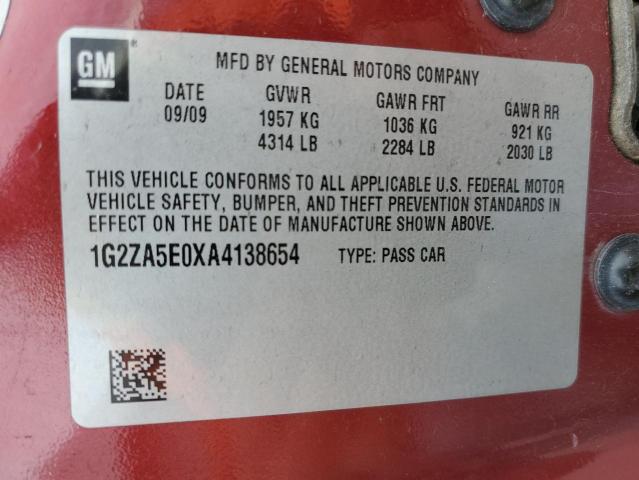 GM ®
MFD BY GENERAL MOTORS COMPANY
DATE GVWR GAWR FRT GAWR RR
09/09 1957 KG 1036 KG 921 KG
4314 LB 2284 LB 2030 LB
THIS VEHICLE CONFORMS TO ALL APPLICABLE U.S. FEDERAL MOTOR
VEHICLE SAFETY, BUMPER, AND THEFT PREVENTION STANDARDS IN
EFFECT ON THE DATE OF MANUFACTURE SHOWN ABOVE.
1G2ZA5E0XA4138654 TYPE: PASS CAR